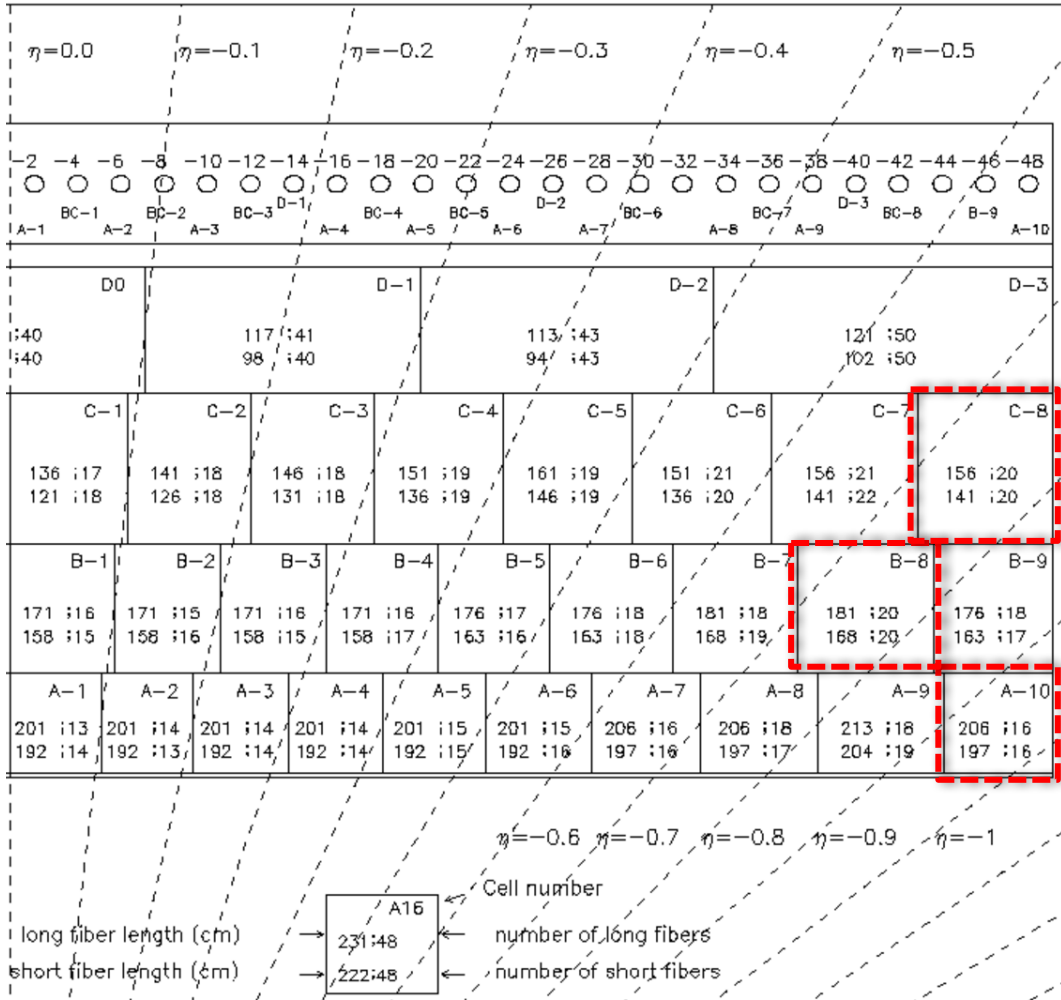 η=0.0 η=−0.1 η=−0.2 η=−0.3 η=−0.4 η=−0.5
−2 −4 −6 −8 −10 −12 −14 −16 −18 −20 −22 −24 −26 −28 −30 −32 −34 −36 −38 −40 −42 −44 −46 −48
D−1 D−2 D−3
BC−1 BC−2 BC−3 BC−4 BC−5 BC−6 BC−7 BC−8 B−9
A−1 A−2 A−3 A−4 A−5 A−6 A−7 A−8 A−9 A−10
D0 D−1 D−2 D−3
;40 117 ;41 113 ;43 121 ;50
;40 98 ;40 94 ;43 102 ;50
C−1 C−2 C−3 C−4 C−5 C−6 C−7 C−8
136 ;17 141 ;18 146 ;18 151 ;19 161 ;19 151 ;21 156 ;21 156 ;20
121 ;18 126 ;18 131 ;18 136 ;19 146 ;19 136 ;20 141 ;22 141 ;20
B−1 B−2 B−3 B−4 B−5 B−6 B−7 B−8 B−9
171 ;16 171 ;15 171 ;16 171 ;16 176 ;17 176 ;18 181 ;18 181 ;20 176 ;18
158 ;15 158 ;16 158 ;15 158 ;17 163 ;16 163 ;18 168 ;19 168 ;20 163 ;17
A−1 A−2 A−3 A−4 A−5 A−6 A−7 A−8 A−9 A−10
201 ;13 201 ;14 201 ;14 201 ;14 201 ;15 201 ;15 206 ;16 206 ;18 213 ;18 206 ;16
192 ;14 192 ;13 192 ;14 192 ;14 192 ;15 192 ;16 197 ;16 197 ;17 204 ;19 197 ;16
η=−0.6 η=−0.7 η=−0.8 η=−0.9 η=−1
Cell number
A16
long fiber length (cm) 231;48 number of long fibers
short fiber length (cm) 222;48 number of short fibers